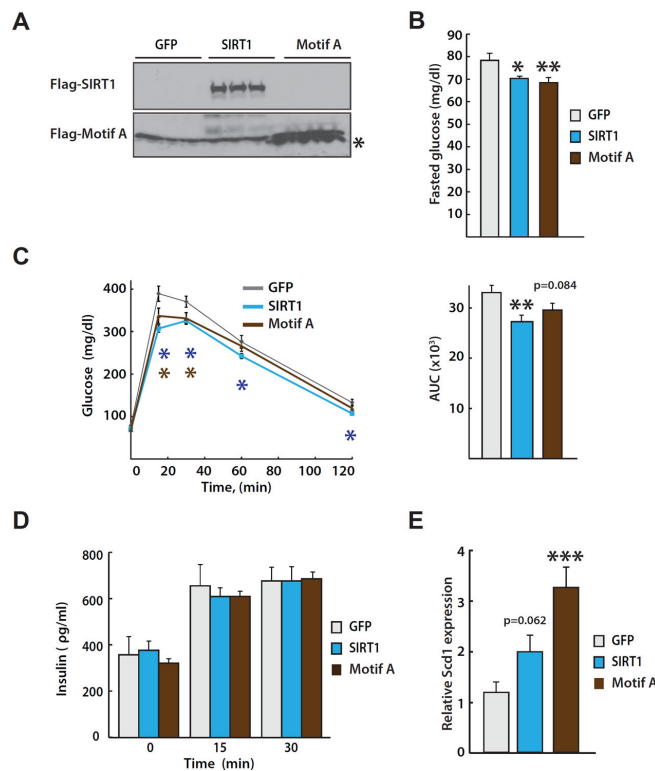 A
GFP SIRT1 Motif A
Flag-SIRT1
Flag-Motif A
*
B
Fasted glucose (mg/dl)
90
80
70
60
50
40
30
20
10
* **
GFP
SIRT1
Motif A
C
Glucose (mg/dl)
400
300
200
100
GFP
SIRT1
Motif A
* *
* *
*
*
0 20 40 60 80 100 120
Time, (min)
AUC (x10³)
30
20
10
**
p=0.084
D
Insulin ( ρg/ml)
800
600
400
200
0
GFP
SIRT1
Motif A
0 15 30
Time (min)
E
Relative Scd1 expression
4
3
2
1
0
p=0.062
***
GFP
SIRT1
Motif A